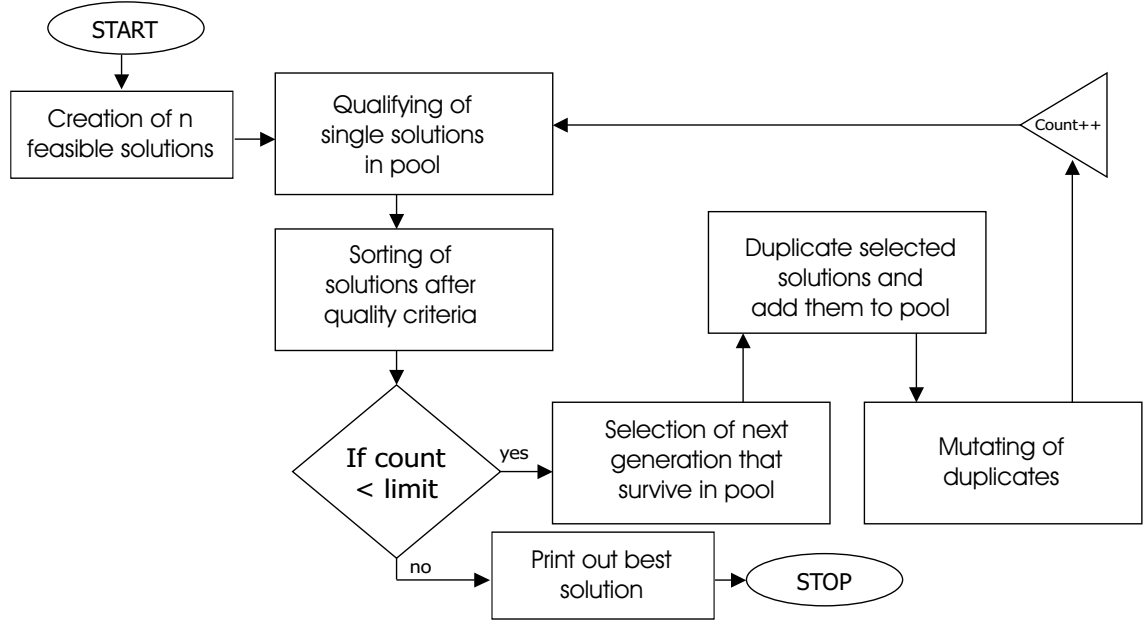 START
Creation of n
feasible solutions
Qualifying of
single solutions
in pool
Count++
Sorting of
solutions after
quality criteria
Duplicate selected
solutions and
add them to pool
If count
< limit
yes
Selection of next
generation that
survive in pool
Mutating of
duplicates
no
Print out best
solution
STOP